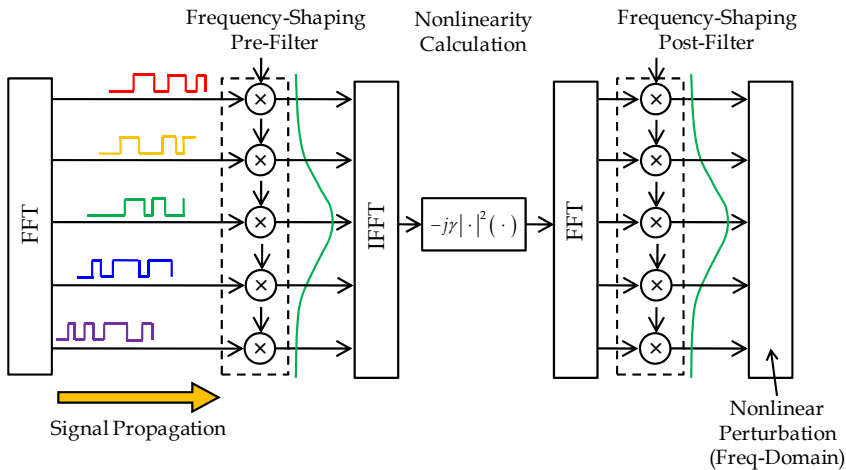 Frequency-Shaping
Pre-Filter
Nonlinearity
Calculation
Frequency-Shaping
Post-Filter
FFT
IFFT
−jγ|·|²(·)
FFT
Signal Propagation
Nonlinear
Perturbation
(Freq-Domain)